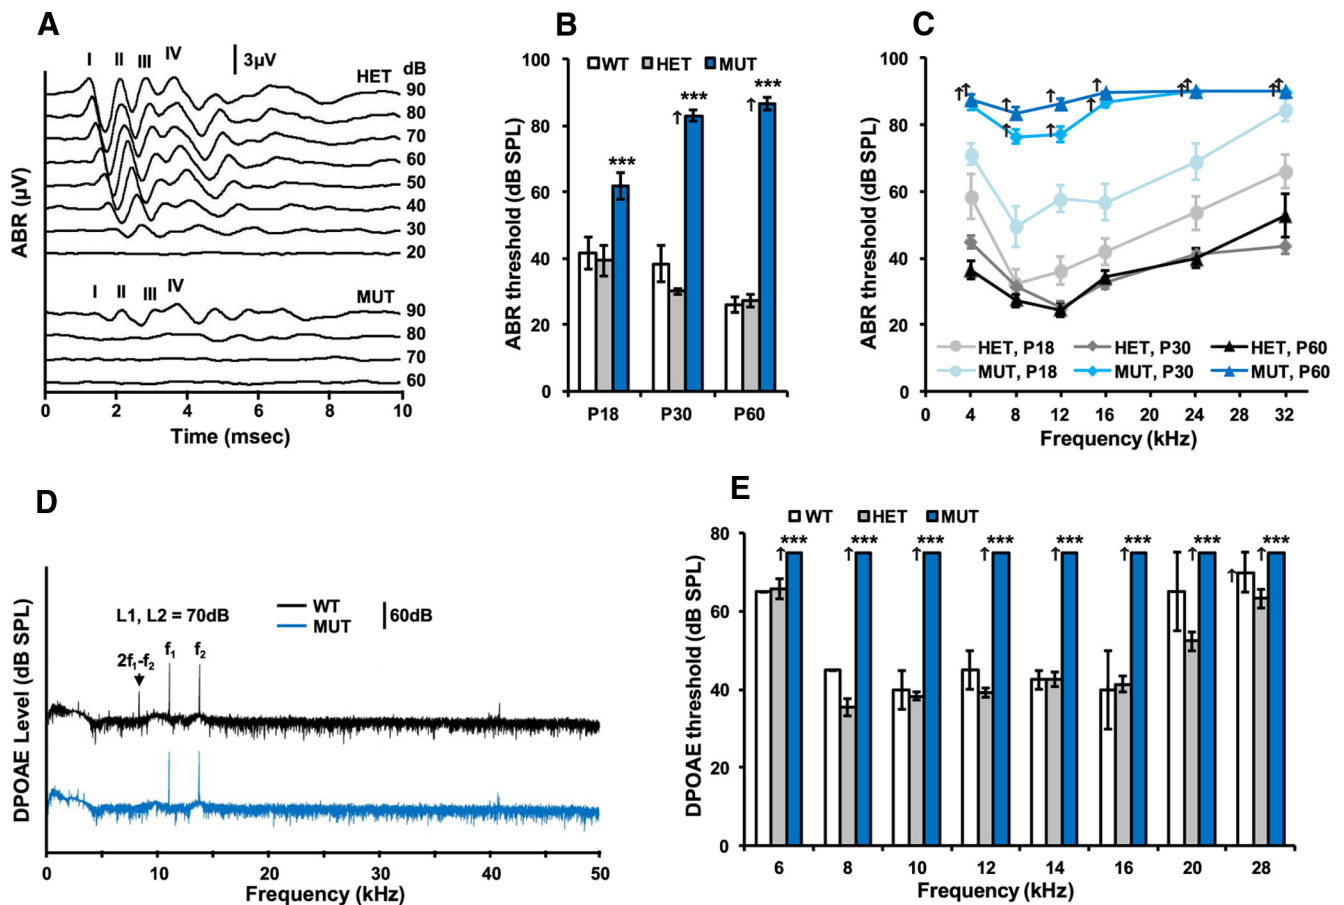 A
I II III IV
3µV
HET dB
90
80
70
60
50
40
30
20
I II III IV
MUT
90
80
70
60
ABR (µV)
0 2 4 6 8 10
Time (msec)
B
WT HET MUT
100
80
60
40
20
0
ABR threshold (dB SPL)
***
↑ ***
↑ ***
P18 P30 P60
C
100
80
60
40
20
0
ABR threshold (dB SPL)
↑ ↑ ↑ ↑ ↑ ↑ ↑
↑ ↑ ↑ ↑ ↑ ↑
HET, P18 HET, P30 HET, P60
MUT, P18 MUT, P30 MUT, P60
0 4 8 12 16 20 24 28 32
Frequency (kHz)
D
DPOAE Level (dB SPL)
L1, L2 = 70dB
WT
MUT
60dB
2f₁-f₂ f₁ f₂
0 10 20 30 40 50
Frequency (kHz)
E
WT HET MUT
80
60
40
20
0
DPOAE threshold (dB SPL)
↑ *** ↑ *** ↑ *** ↑ *** ↑ *** ↑ *** ↑ *** ↑ ↑ ***
6 8 10 12 14 16 20 28
Frequency (kHz)